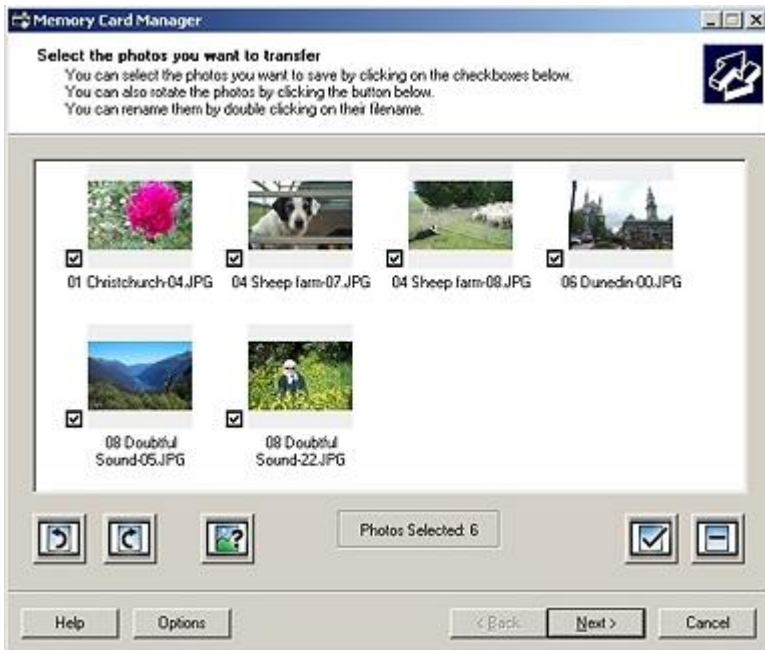 Memory Card Manager
Select the photos you want to transfer
You can select the photos you want to save by clicking on the checkboxes below.
You can also rotate the photos by clicking the button below.
You can rename them by double clicking on their filename.
01 Christchurch-04.JPG
04 Sheep farm-07.JPG
04 Sheep farm-08.JPG
06 Dunedin-00.JPG
08 Doubtful
Sound-05.JPG
08 Doubtful
Sound-22.JPG
?
Photos Selected: 6
Help
Options
< Back
Next >
Cancel